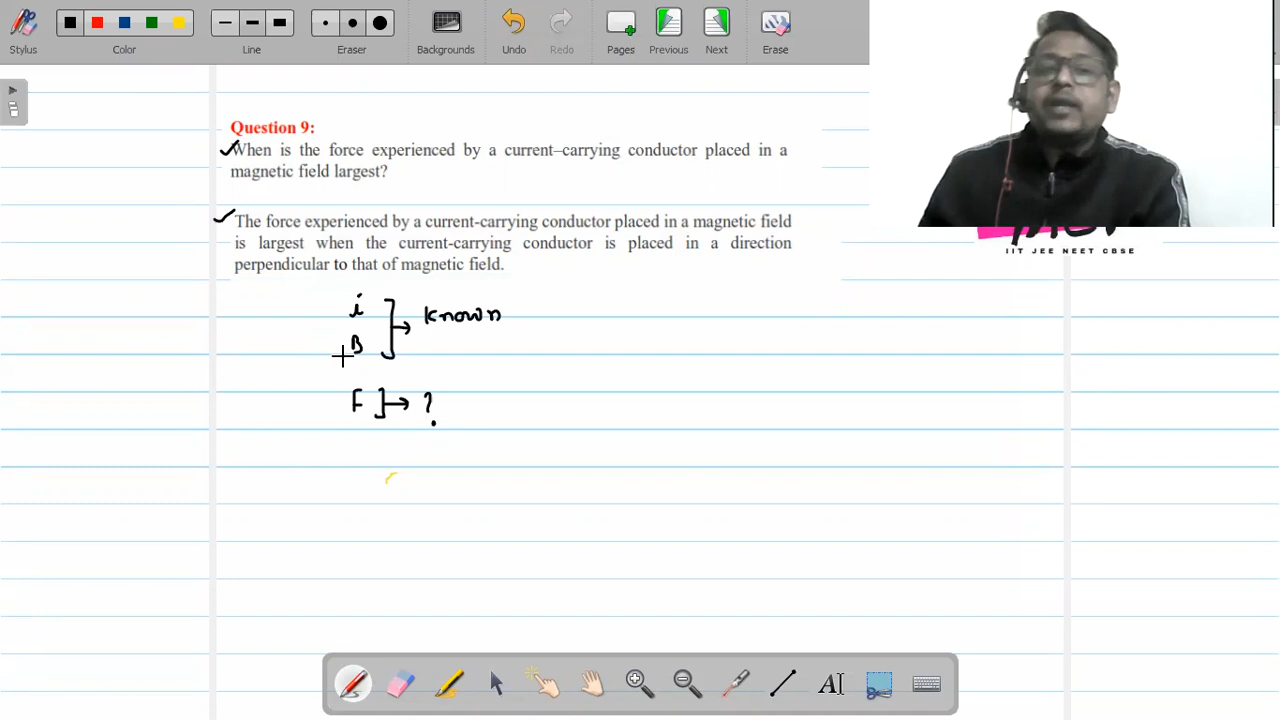 Stylus
Color
Line
Eraser
Backgrounds
Undo
Redo
Pages
Previous
Next
Erase
Question 9:
When is the force experienced by a current–carrying conductor placed in a
magnetic field largest?
The force experienced by a current-carrying conductor placed in a magnetic field
is largest when the current-carrying conductor is placed in a direction
perpendicular to that of magnetic field.
IIT JEE NEET CBSE
i
B
Known
F
?